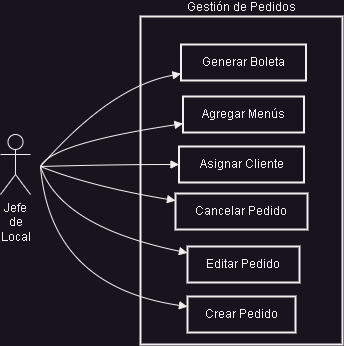 Gestión de Pedidos
Generar Boleta
Agregar Menús
Asignar Cliente
Cancelar Pedido
Editar Pedido
Crear Pedido
Jefe
de
Local